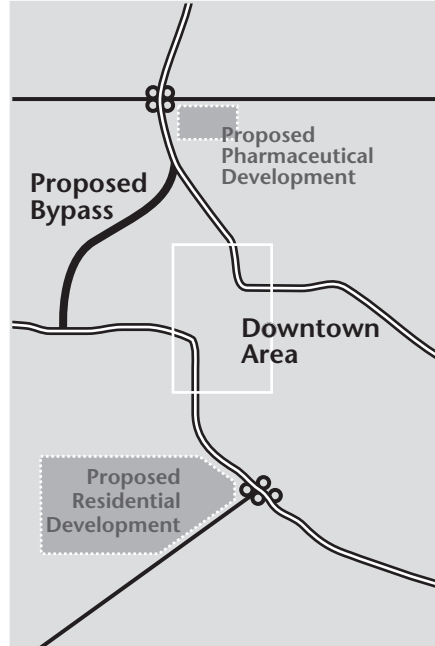 Proposed
Pharmaceutical
Development
Proposed
Bypass
Downtown
Area
Proposed
Residential
Development